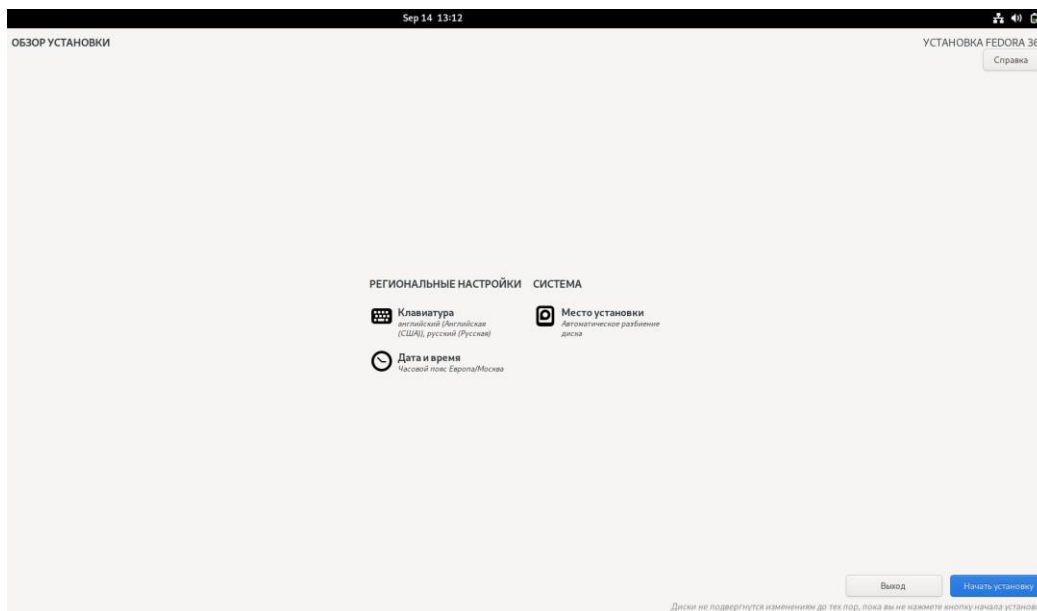 Sep 14 13:12
ОБЗОР УСТАНОВКИ
УСТАНОВКА FEDORA 36
Справка
РЕГИОНАЛЬНЫЕ НАСТРОЙКИ
Клавиатура
английский (Английская
(США)), русский (Русская)
Дата и время
Часовой пояс Европа/Москва
СИСТЕМА
Место установки
Автоматическое разбиение
диска
Выход
Начать установку
Диски не подвергнутся изменениям до тех пор, пока вы не нажмете кнопку начала